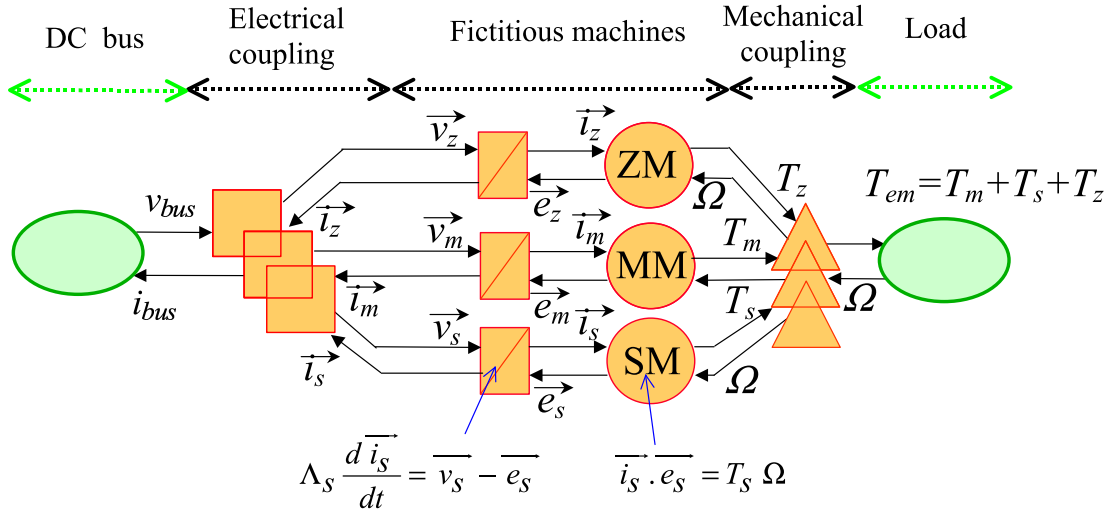 DC bus
Electrical
coupling
Fictitious machines
Mechanical
coupling
Load
v_z
i_z
ZM
T_z
T_em=T_m+T_s+T_z
v_bus
i_z
e_z
Ω
v_m
i_m
MM
T_m
i_bus
i_m
e_m
T_s
Ω
v_s
i_s
SM
i_s
e_s
Ω
Λ_s d i_s / dt = v_s − e_s
i_s . e_s = T_s Ω